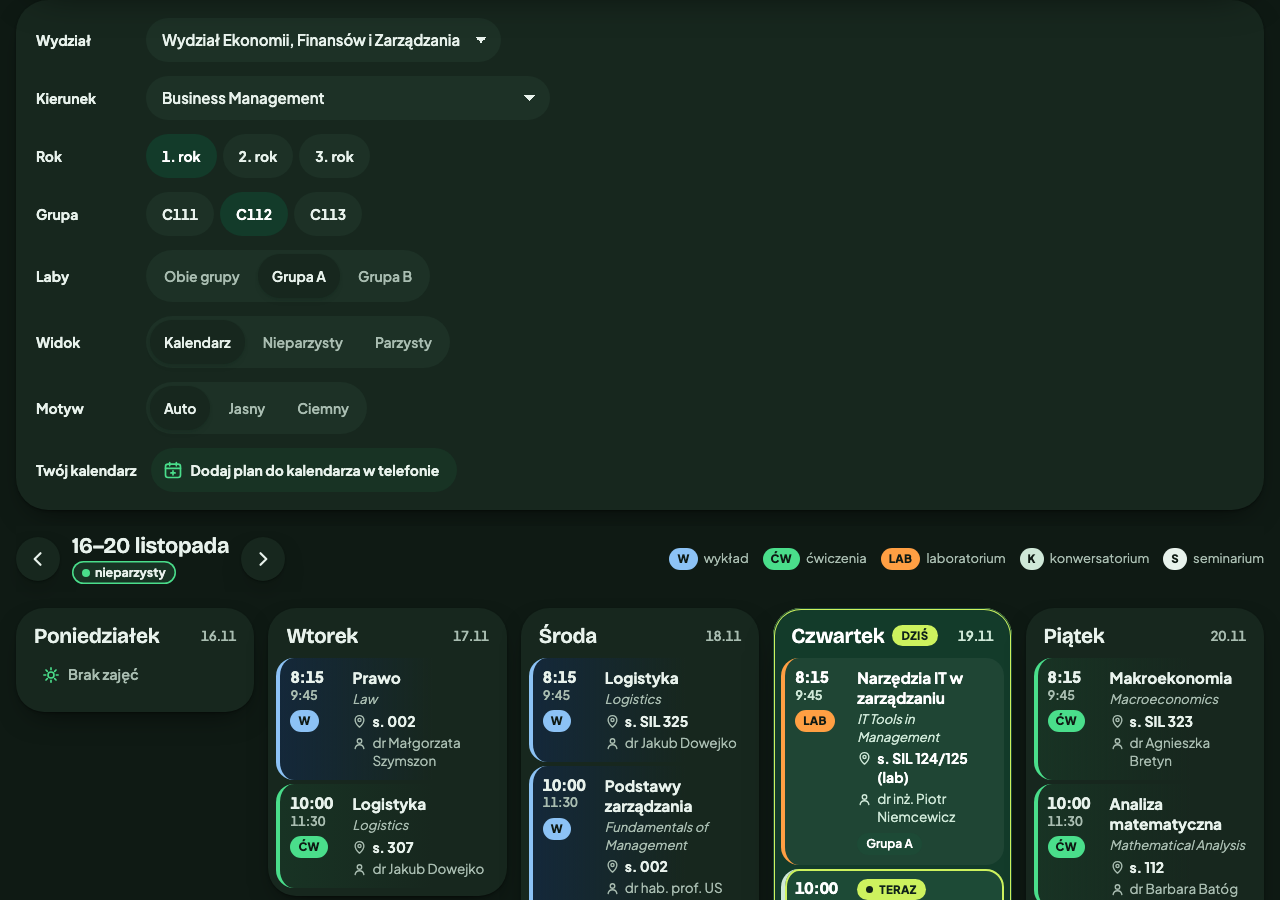 Wydział
Wydział Ekonomii, Finansów i Zarządzania
Kierunek
Business Management
Rok
1. rok
2. rok
3. rok
Grupa
C111
C112
C113
Laby
Obie grupy
Grupa A
Grupa B
Widok
Kalendarz
Nieparzysty
Parzysty
Motyw
Auto
Jasny
Ciemny
Twój kalendarz
Dodaj plan do kalendarza w telefonie
16–20 listopada
nieparzysty
W wykład
ĆW ćwiczenia
LAB laboratorium
K konwersatorium
S seminarium
Poniedziałek 16.11
Brak zajęć
Wtorek 17.11
8:15
9:45
W
Prawo
Law
s. 002
dr Małgorzata
Szymszon
10:00
11:30
ĆW
Logistyka
Logistics
s. 307
dr Jakub Dowejko
Środa 18.11
8:15
9:45
W
Logistyka
Logistics
s. SIL 325
dr Jakub Dowejko
10:00
11:30
W
Podstawy
zarządzania
Fundamentals of
Management
s. 002
dr hab. prof. US
Czwartek DZIŚ 19.11
8:15
9:45
LAB
Narzędzia IT w
zarządzaniu
IT Tools in
Management
s. SIL 124/125
(lab)
dr inż. Piotr
Niemcewicz
Grupa A
10:00
TERAZ
Piątek 20.11
8:15
9:45
ĆW
Makroekonomia
Macroeconomics
s. SIL 323
dr Agnieszka
Bretyn
10:00
11:30
ĆW
Analiza
matematyczna
Mathematical Analysis
s. 112
dr Barbara Batóg